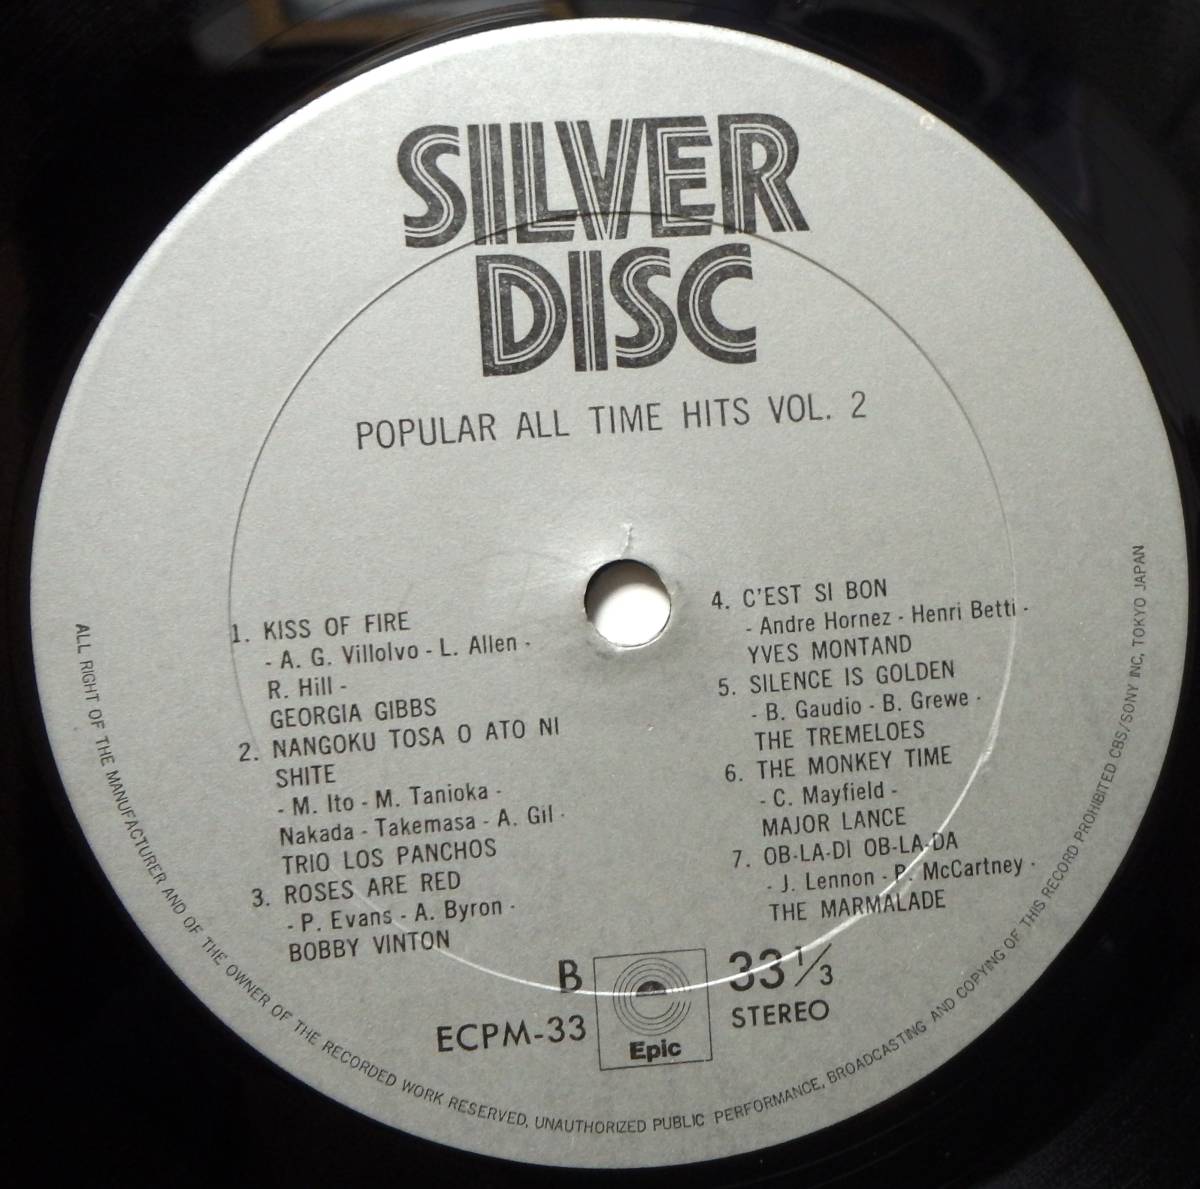 SILVER
DISC
POPULAR ALL TIME HITS VOL. 2
1. KISS OF FIRE
- A. G. Villolvo - L. Allen -
R. Hill -
GEORGIA GIBBS
2. NANGOKU TOSA O ATO NI
SHITE
- M. Ito - M. Tanioka -
Nakada - Takemasa - A. Gil -
TRIO LOS PANCHOS
3. ROSES ARE RED
- P. Evans - A. Byron -
BOBBY VINTON
4. C'EST SI BON
- Andre Hornez - Henri Betti -
YVES MONTAND
5. SILENCE IS GOLDEN
- B. Gaudio - B. Grewe -
THE TREMELOES
6. THE MONKEY TIME
- C. Mayfield -
MAJOR LANCE
7. OB-LA-DI OB-LA-DA
- J. Lennon - P. McCartney -
THE MARMALADE
B
ECPM-33
Epic
33 1/3
STEREO
ALL RIGHT OF THE MANUFACTURER AND OF THE OWNER OF THE RECORDED WORK RESERVED, UNAUTHORIZED PUBLIC PERFORMANCE, BROADCASTING AND COPYING OF THIS RECORD PROHIBITED CBS/SONY INC, TOKYO JAPAN